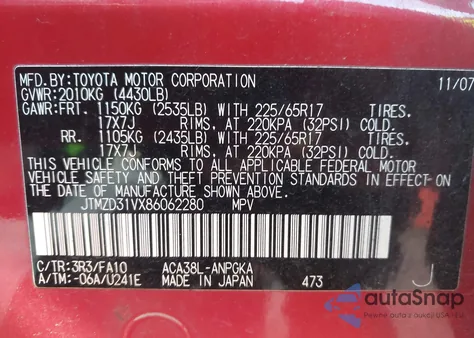 MFD.BY:TOYOTA MOTOR CORPORATION 11/07
GVWR:2010KG (4430LB)
GAWR:FRT. 1150KG (2535LB) WITH 225/65R17 TIRES.
17X7J RIMS, AT 220KPA (32PSI) COLD.
RR. 1105KG (2435LB) WITH 225/65R17 TIRES.
17X7J RIMS, AT 220KPA (32PSI) COLD.
THIS VEHICLE CONFORMS TO ALL APPLICABLE FEDERAL MOTOR
VEHICLE SAFETY AND
STANDARDS IN EFFECT ON THE DATE OF
MANUFACTURE SHOWN ABOVE.
JTMZD31VX86062280 MPV
C/TR:3R3/FA10 ACA38L-ANPGKA
A/TM:-06A/U241E MADE IN JAPAN 473 J
autoSnap
Powered by